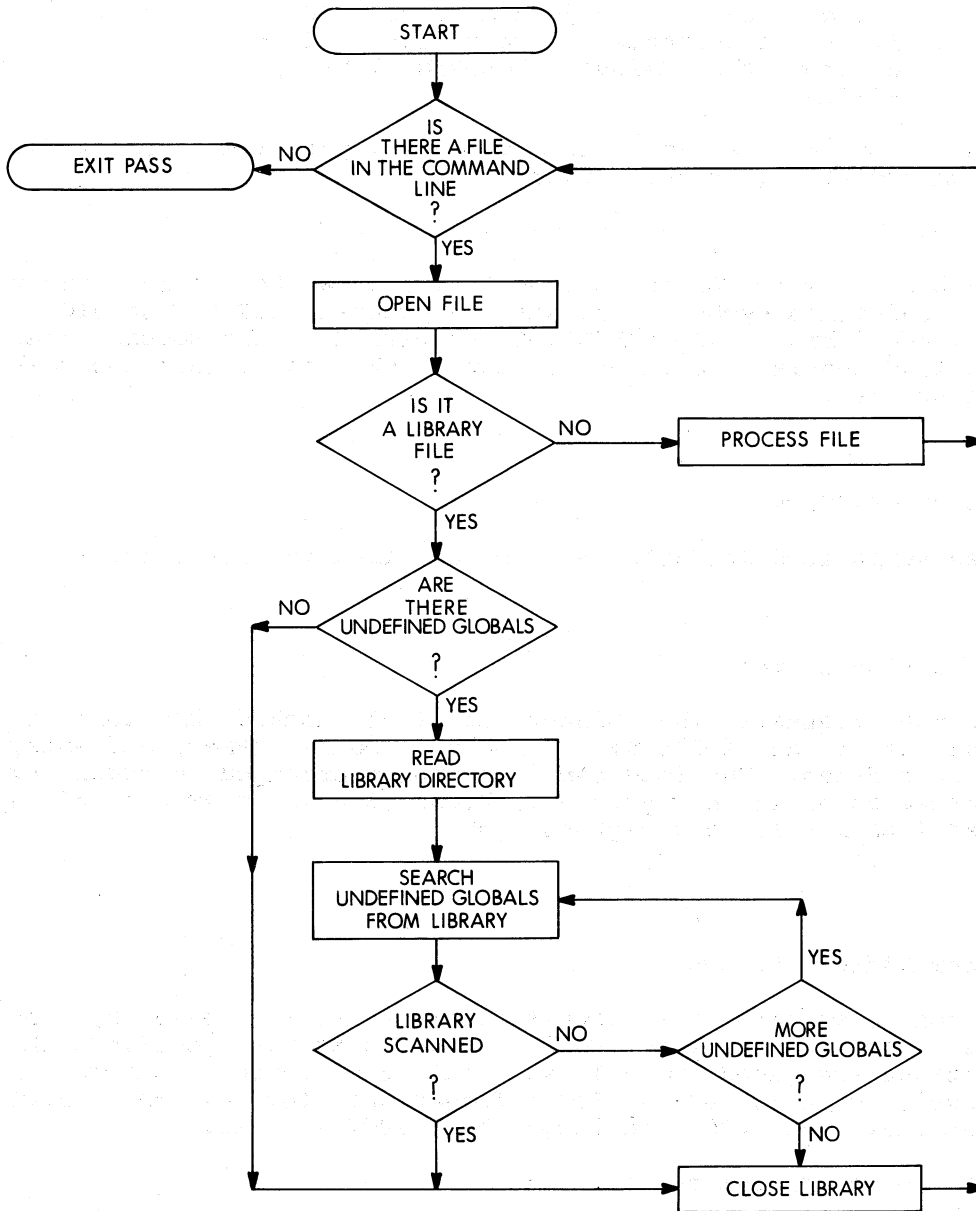 START
IS
THERE A FILE
IN THE COMMAND
LINE
?
NO
EXIT PASS
YES
OPEN FILE
IS IT
A LIBRARY
FILE
?
NO
PROCESS FILE
YES
ARE
THERE
UNDEFINED GLOBALS
?
NO
YES
READ
LIBRARY DIRECTORY
SEARCH
UNDEFINED GLOBALS
FROM LIBRARY
YES
LIBRARY
SCANNED
?
NO
MORE
UNDEFINED GLOBALS
?
YES
NO
CLOSE LIBRARY